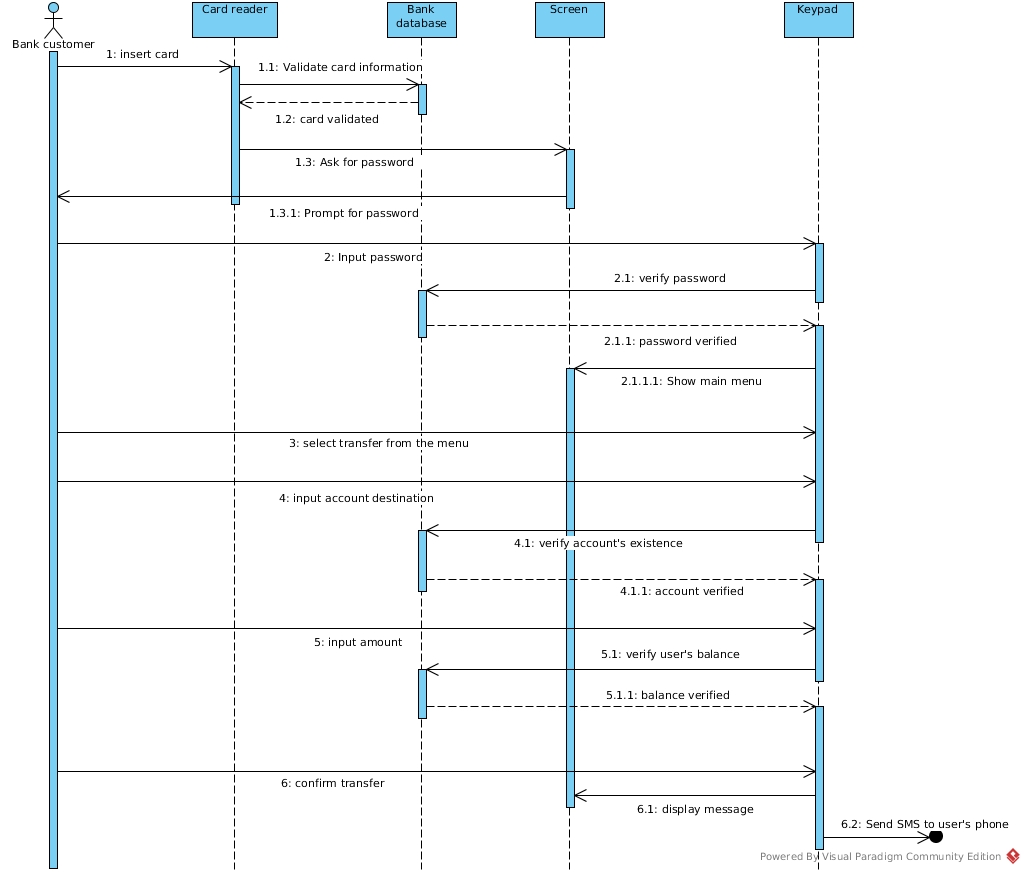 Card reader
Bank
database
Screen
Keypad
Bank customer
1: insert card
1.1: Validate card information
1.2: card validated
1.3: Ask for password
1.3.1: Prompt for password
2: Input password
2.1: verify password
2.1.1: password verified
2.1.1.1: Show main menu
3: select transfer from the menu
4: input account destination
4.1: verify account's existence
4.1.1: account verified
5: input amount
5.1: verify user's balance
5.1.1: balance verified
6: confirm transfer
6.1: display message
6.2: Send SMS to user's phone
Powered By Visual Paradigm Community Edition